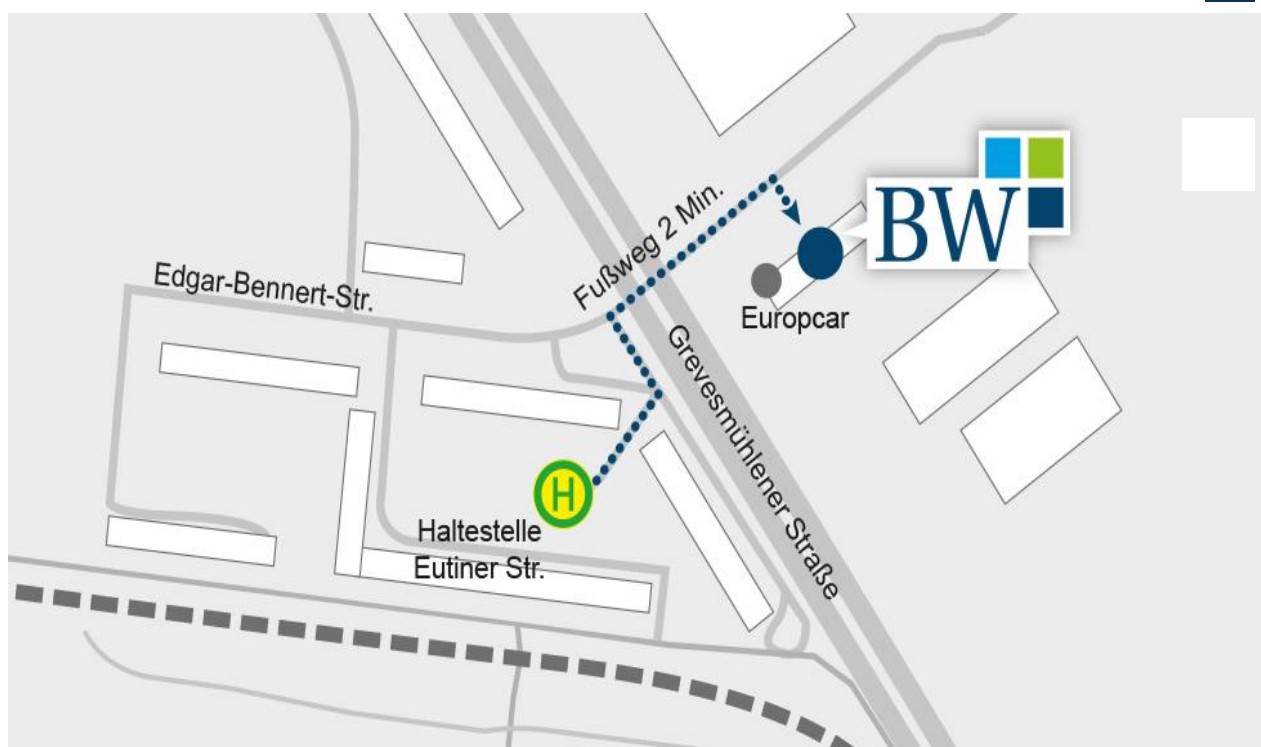 Fußweg 2 Min.
BW
Edgar-Bennert-Str.
Europcar
Grevesmühlener Straße
H
Haltestelle
Eutiner Str.